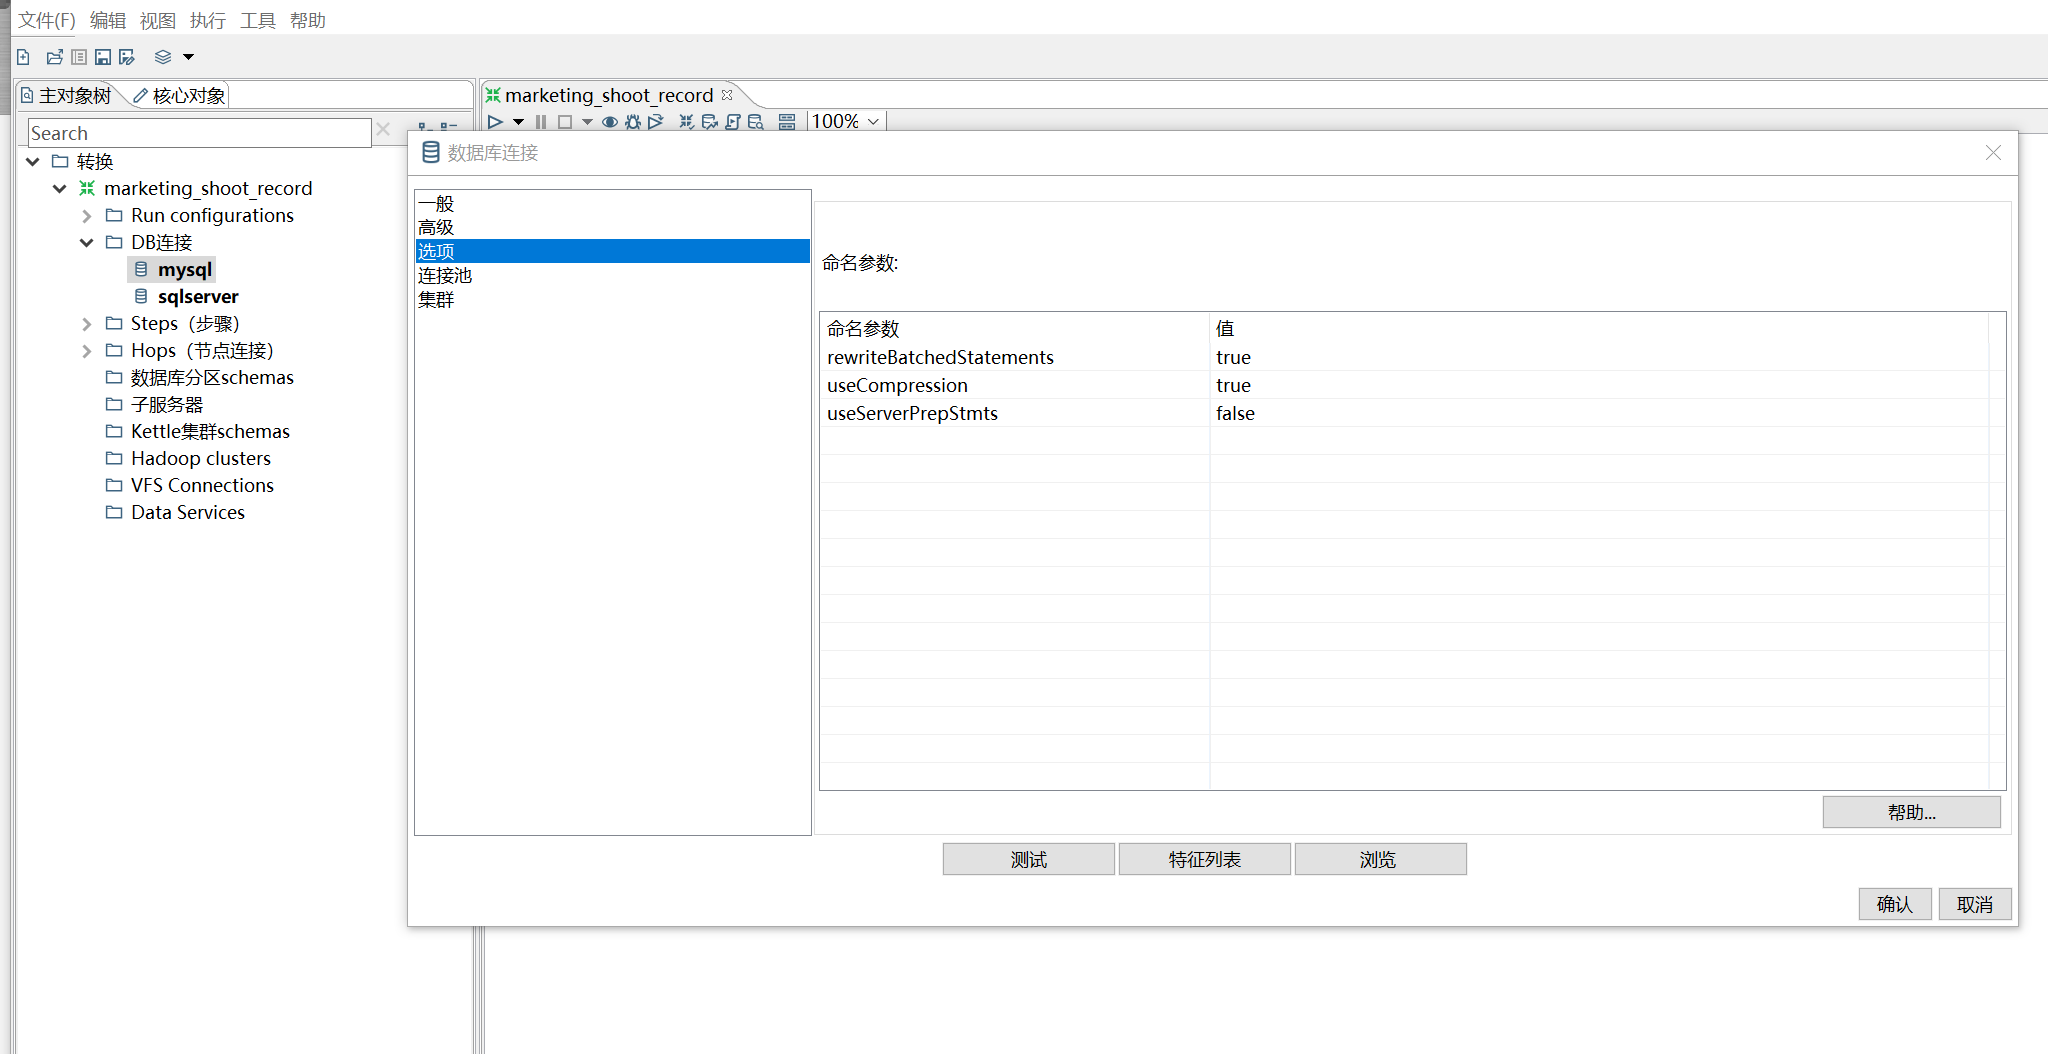 文件(F) 编辑 视图 执行 工具 帮助
主对象树 核心对象
Search
转换
marketing_shoot_record
Run configurations
DB连接
mysql
sqlserver
Steps（步骤）
Hops（节点连接）
数据库分区schemas
子服务器
Kettle集群schemas
Hadoop clusters
VFS Connections
Data Services
marketing_shoot_record
100%
数据库连接
一般
高级
选项
连接池
集群
命名参数:
命名参数 值
rewriteBatchedStatements true
useCompression true
useServerPrepStmts false
帮助...
测试 特征列表 浏览
确认 取消